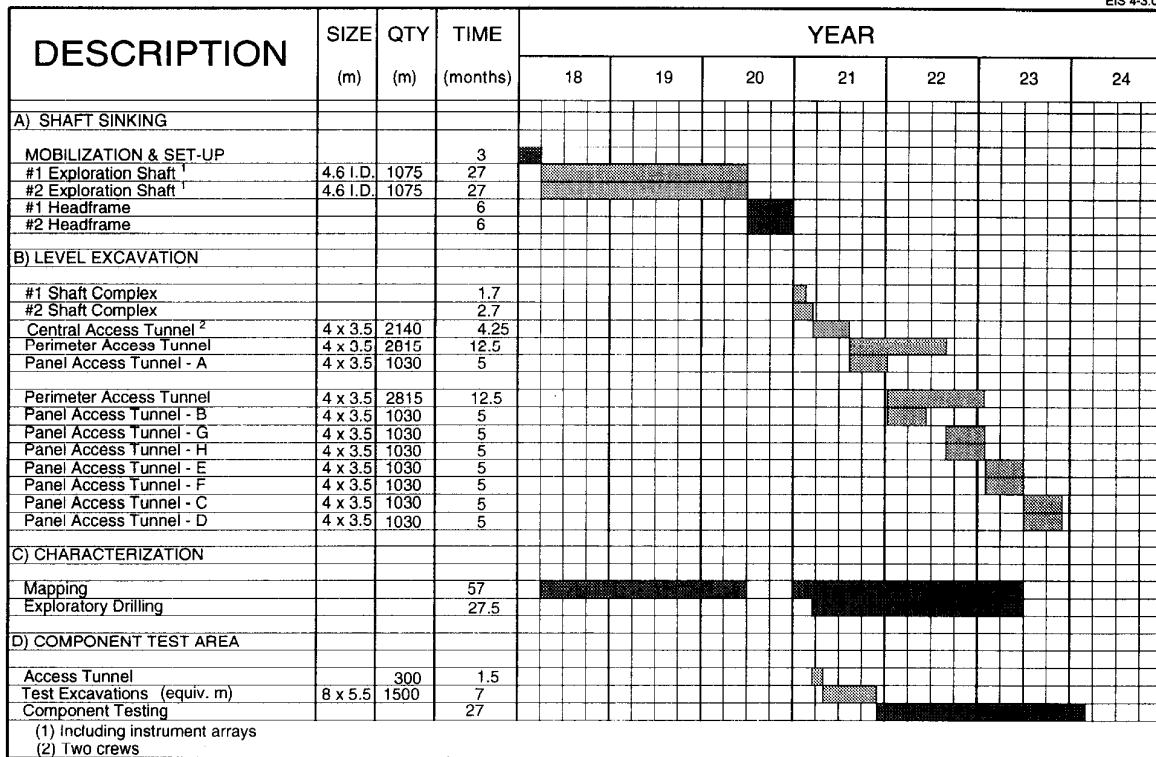 EIS 4-3.0
DESCRIPTION SIZE (m) QTY (m) TIME (months) YEAR
18 19 20 21 22 23 24
A) SHAFT SINKING
MOBILIZATION & SET-UP 3
#1 Exploration Shaft 1 4.6 I.D. 1075 27
#2 Exploration Shaft 1 4.6 I.D. 1075 27
#1 Headframe 6
#2 Headframe 6
B) LEVEL EXCAVATION
#1 Shaft Complex 1.7
#2 Shaft Complex 2.7
Central Access Tunnel 2 4 x 3.5 2140 4.25
Perimeter Access Tunnel 4 x 3.5 2815 12.5
Panel Access Tunnel - A 4 x 3.5 1030 5
Perimeter Access Tunnel 4 x 3.5 2815 12.5
Panel Access Tunnel - B 4 x 3.5 1030 5
Panel Access Tunnel - G 4 x 3.5 1030 5
Panel Access Tunnel - H 4 x 3.5 1030 5
Panel Access Tunnel - E 4 x 3.5 1030 5
Panel Access Tunnel - F 4 x 3.5 1030 5
Panel Access Tunnel - C 4 x 3.5 1030 5
Panel Access Tunnel - D 4 x 3.5 1030 5
C) CHARACTERIZATION
Mapping 57
Exploratory Drilling 27.5
D) COMPONENT TEST AREA
Access Tunnel 300 1.5
Test Excavations (equiv. m) 8 x 5.5 1500 7
Component Testing 27
(1) Including instrument arrays
(2) Two crews